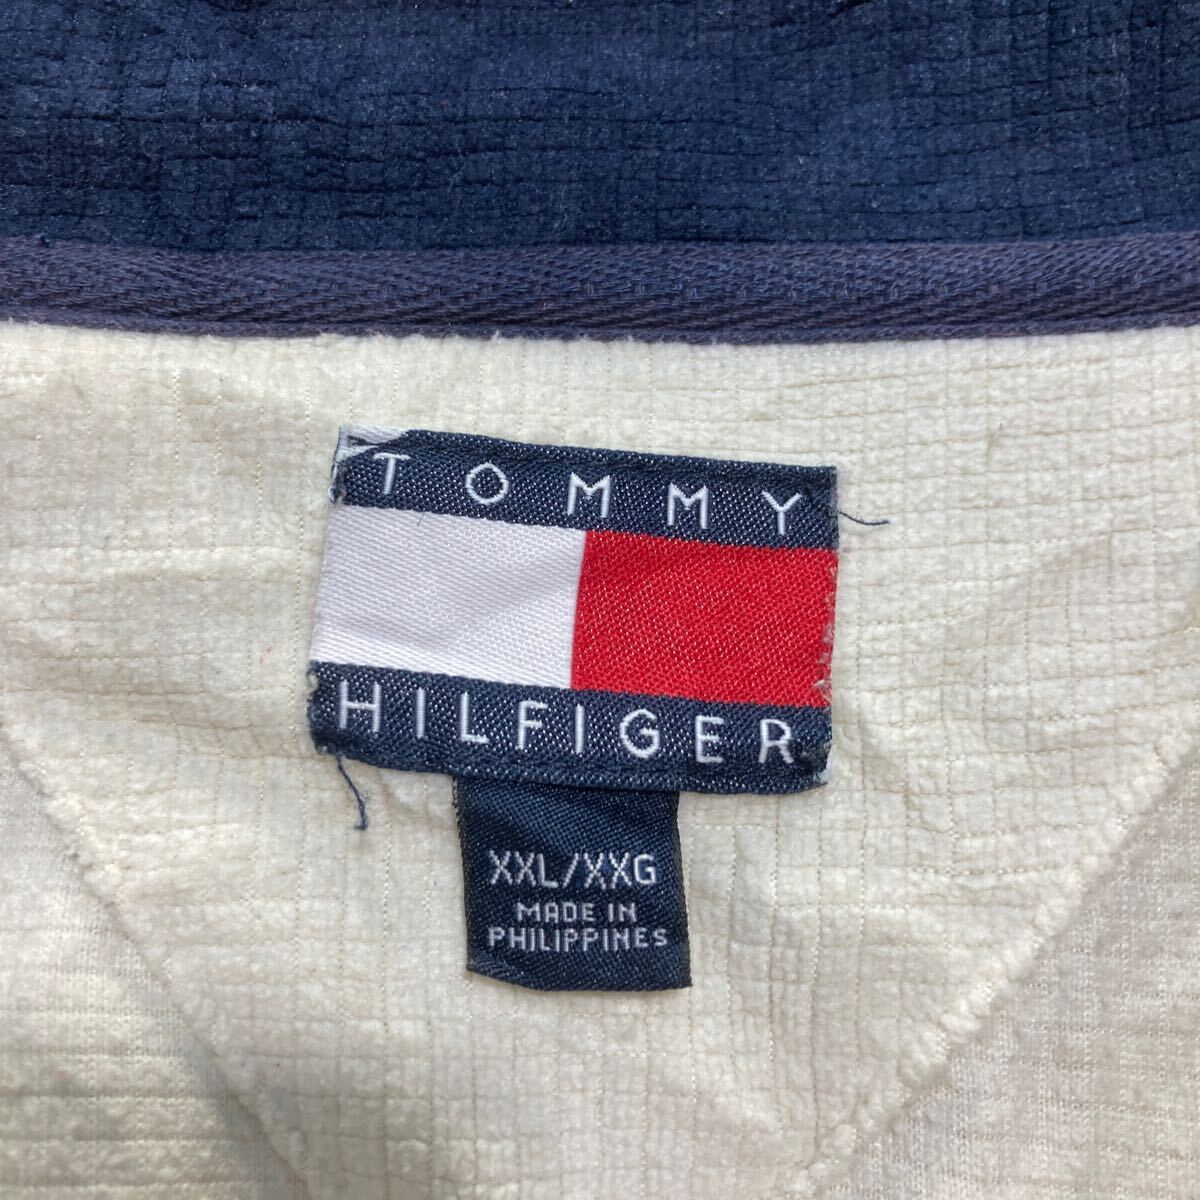 TOMMY
HILFIGER
XXL/XXG
MADE IN
PHILIPPINES